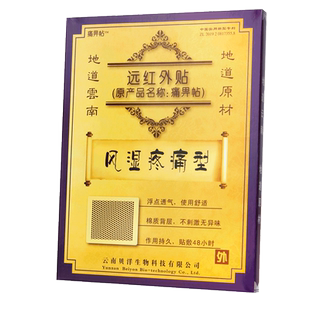 痛畀帖
地道雲南
远红外贴
(原产品名称:痛畀帖)
地道原材
风湿疼痛型
浮点透气，使用舒适
棉质背层，不刺激无异味
作用持久，贴敷48小时
外
云南贝洋生物科技有限公司
Yunnan Beiyan Bio-technology Co., Ltd.